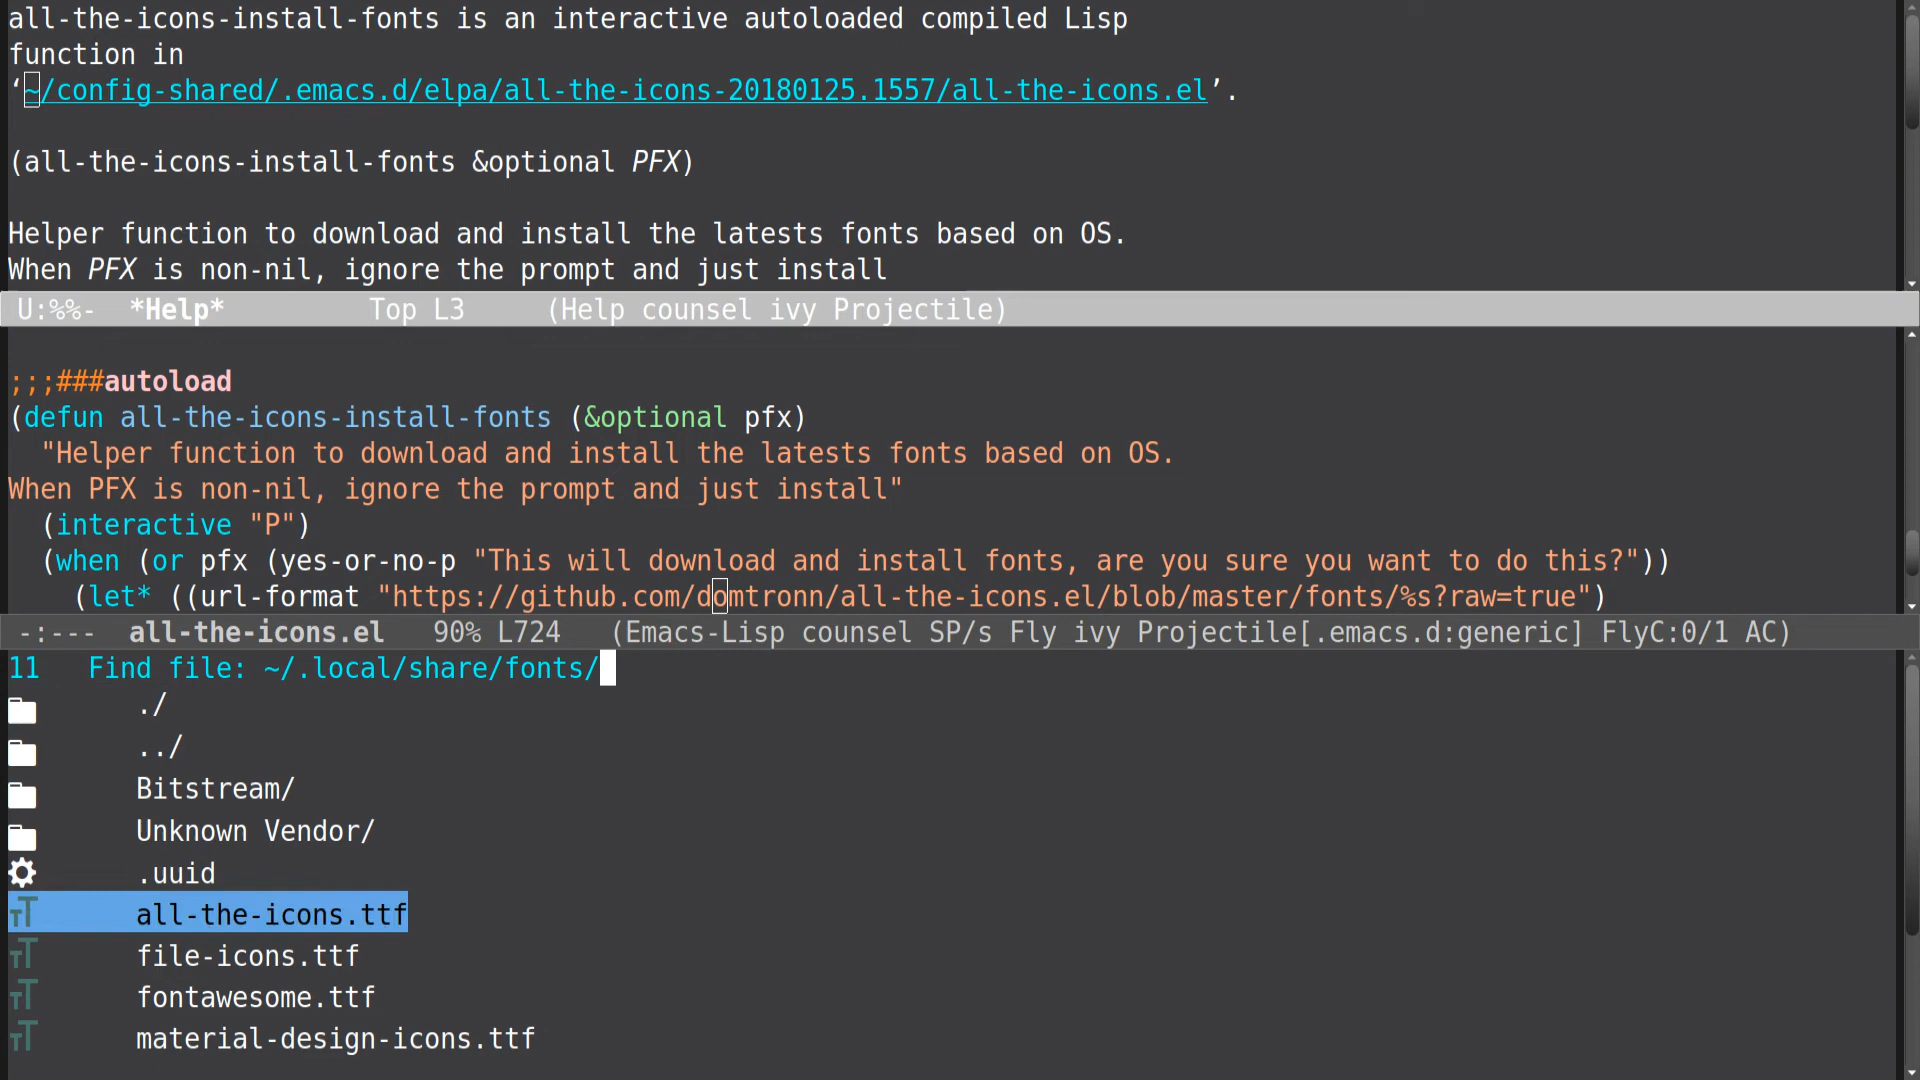 all-the-icons-install-fonts is an interactive autoloaded compiled Lisp
function in
‘~/config-shared/.emacs.d/elpa/all-the-icons-20180125.1557/all-the-icons.el’.
(all-the-icons-install-fonts &optional PFX)
Helper function to download and install the latests fonts based on OS.
When PFX is non-nil, ignore the prompt and just install
U:%%-  *Help*         Top L3     (Help counsel ivy Projectile)
;;;###autoload
(defun all-the-icons-install-fonts (&optional pfx)
  "Helper function to download and install the latests fonts based on OS.
When PFX is non-nil, ignore the prompt and just install"
  (interactive "P")
  (when (or pfx (yes-or-no-p "This will download and install fonts, are you sure you want to do this?"))
    (let* ((url-format "https://github.com/domtronn/all-the-icons.el/blob/master/fonts/%s?raw=true")
-:---  all-the-icons.el   90% L724   (Emacs-Lisp counsel SP/s Fly ivy Projectile[.emacs.d:generic] FlyC:0/1 AC)
11   Find file: ~/.local/share/fonts/
./
../
Bitstream/
Unknown Vendor/
.uuid
all-the-icons.ttf
file-icons.ttf
fontawesome.ttf
material-design-icons.ttf